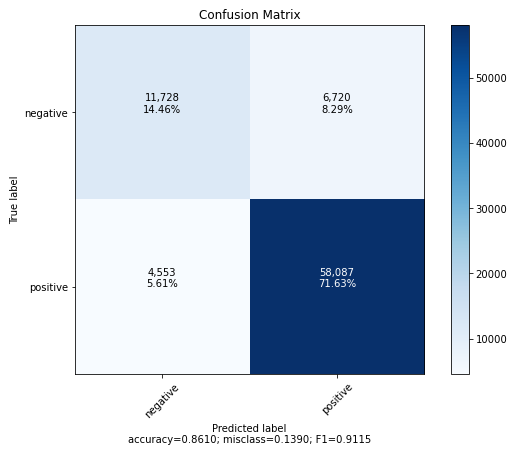 Confusion Matrix
True label
negative
11,728
14.46%
6,720
8.29%
positive
4,553
5.61%
58,087
71.63%
negative
positive
Predicted label
accuracy=0.8610; misclass=0.1390; F1=0.9115
50000
40000
30000
20000
10000